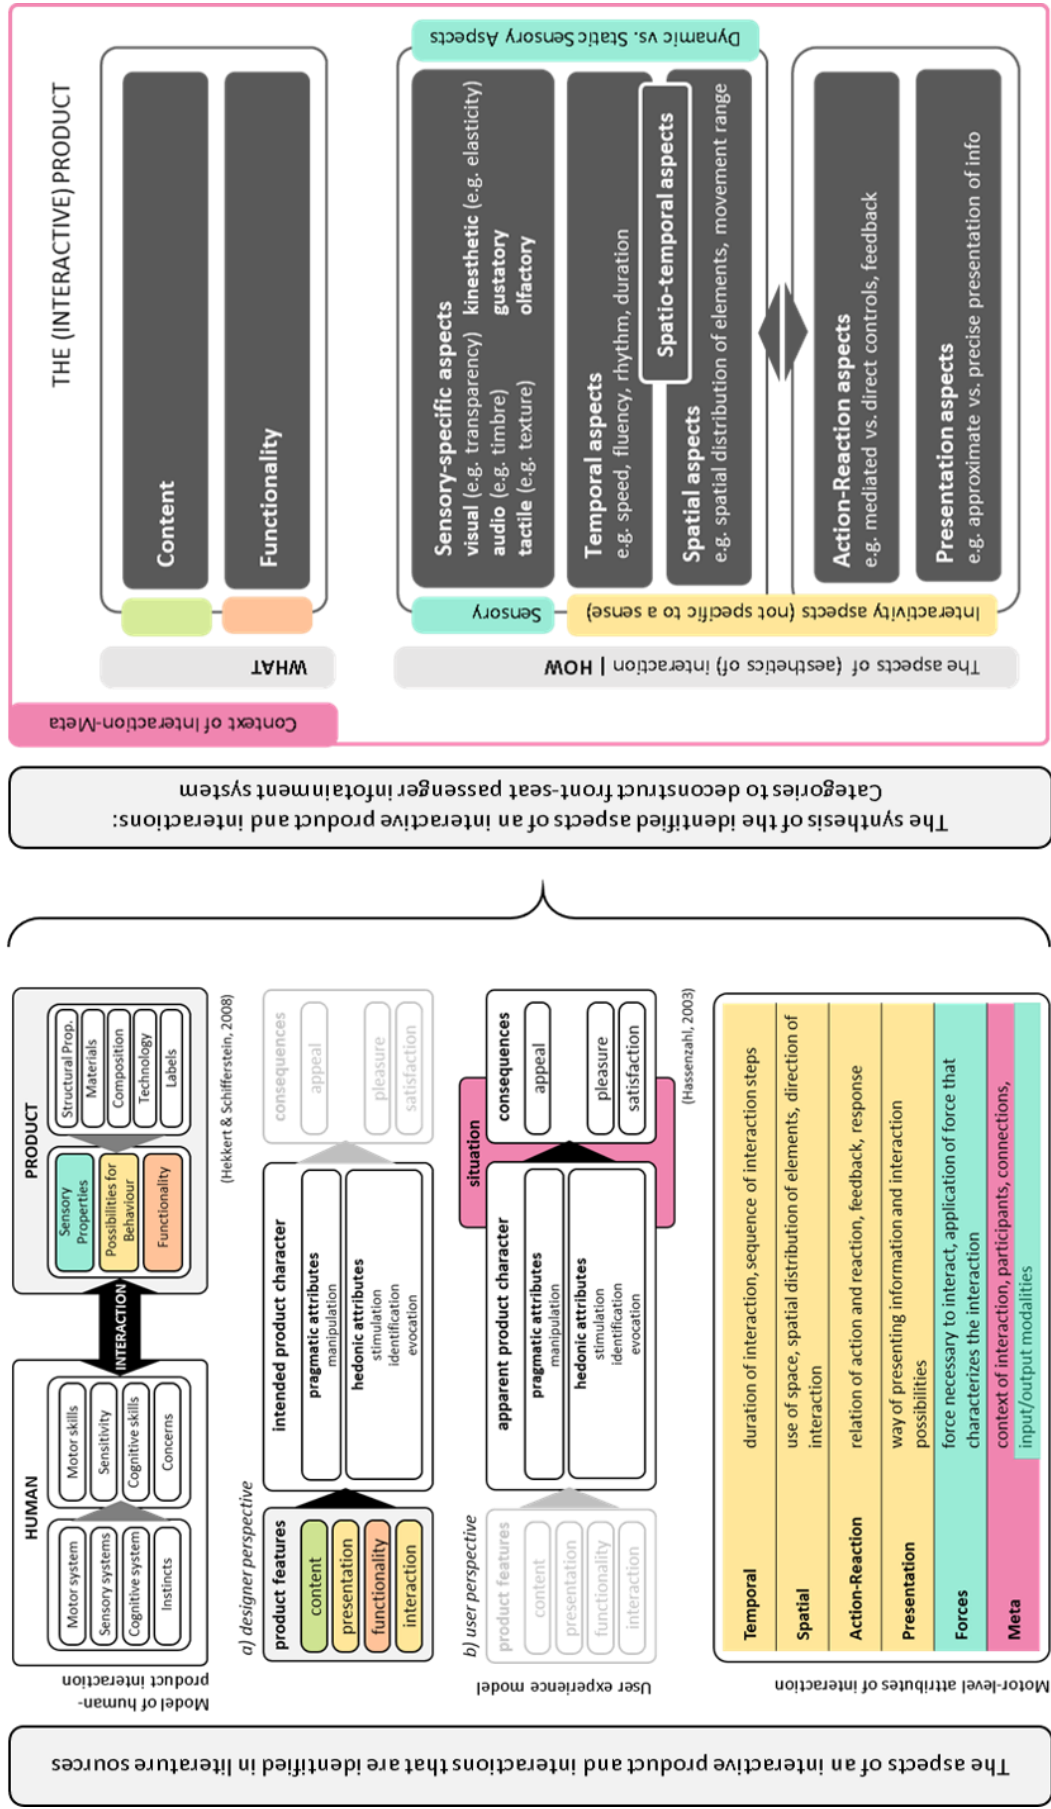 The aspects of an interactive product and interactions that are identified in literature sources
Model of human-
product interaction
HUMAN
Motor system
Sensory systems
Cognitive system
Instincts
Motor skills
Sensitivity
Cognitive skills
Concerns
INTERACTION
PRODUCT
Sensory
Properties
Possibilities for
Behaviour
Functionality
Structural Prop.
Materials
Composition
Technology
Labels
(Hekkert & Schifferstein, 2008)
User experience model
a) designer perspective
product features
content
presentation
functionality
interaction
intended product character
pragmatic attributes
manipulation
hedonic attributes
stimulation
identification
evocation
consequences
appeal
pleasure
satisfaction
b) user perspective
product features
content
presentation
functionality
interaction
apparent product character
pragmatic attributes
manipulation
hedonic attributes
stimulation
identification
evocation
situation
consequences
appeal
pleasure
satisfaction
(Hassenzahl, 2003)
Motor-level attributes of interaction
Temporal
duration of interaction, sequence of interaction steps
Spatial
use of space, spatial distribution of elements, direction of
interaction
Action-Reaction
relation of action and reaction, feedback, response
Presentation
way of presenting information and interaction
possibilities
Forces
force necessary to interact, application of force that
characterizes the interaction
Meta
context of interaction, participants, connections,
input/output modalities
The synthesis of the identified aspects of an interactive product and interactions:
Categories to deconstruct front-seat passenger infotainment system
Context of Interaction-Meta
THE (INTERACTIVE) PRODUCT
WHAT
Content
Functionality
The aspects of (aesthetics of) interaction | HOW
Sensory
Interactivity aspects (not specific to a sense)
Dynamic vs. Static Sensory Aspects
Sensory-specific aspects
visual (e.g. transparency) kinesthetic (e.g. elasticity)
audio (e.g. timbre) gustatory
tactile (e.g. texture) olfactory
Temporal aspects
e.g. speed, fluency, rhythm, duration
Spatio-temporal aspects
Spatial aspects
e.g. spatial distribution of elements, movement range
Action-Reaction aspects
e.g. mediated vs. direct controls, feedback
Presentation aspects
e.g. approximate vs. precise presentation of info